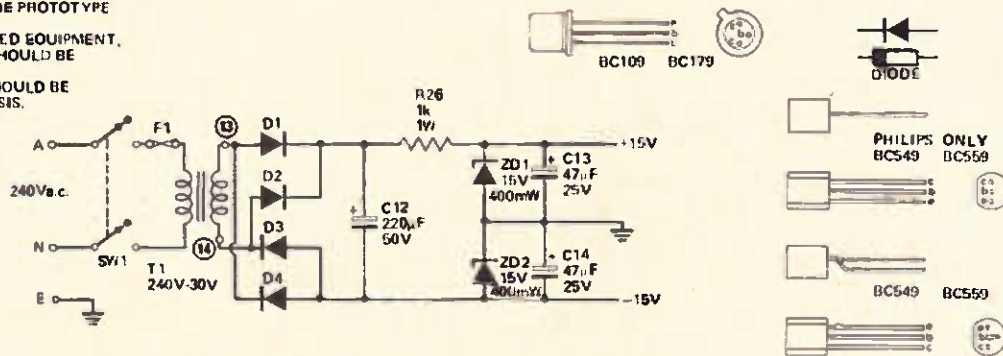 PROTOTYPE
ED EQUIPMENT,
HOULD BE
HOULD BE
SIS.
A
F1
13
D1
R26
1k
1W
+15V
D2
240Va.c.
C12
220µF
50V
ZD1
15V
400mW
+ C13
47µF
25V
N
SW1
14
D3
D4
T1
240V-30V
ZD2
15V
400mW
+ C14
47µF
25V
E
-15V
BC109 BC179
DIODE
PHILIPS ONLY
BC549 BC559
c
b
e
BC549 BC559
e
b
c